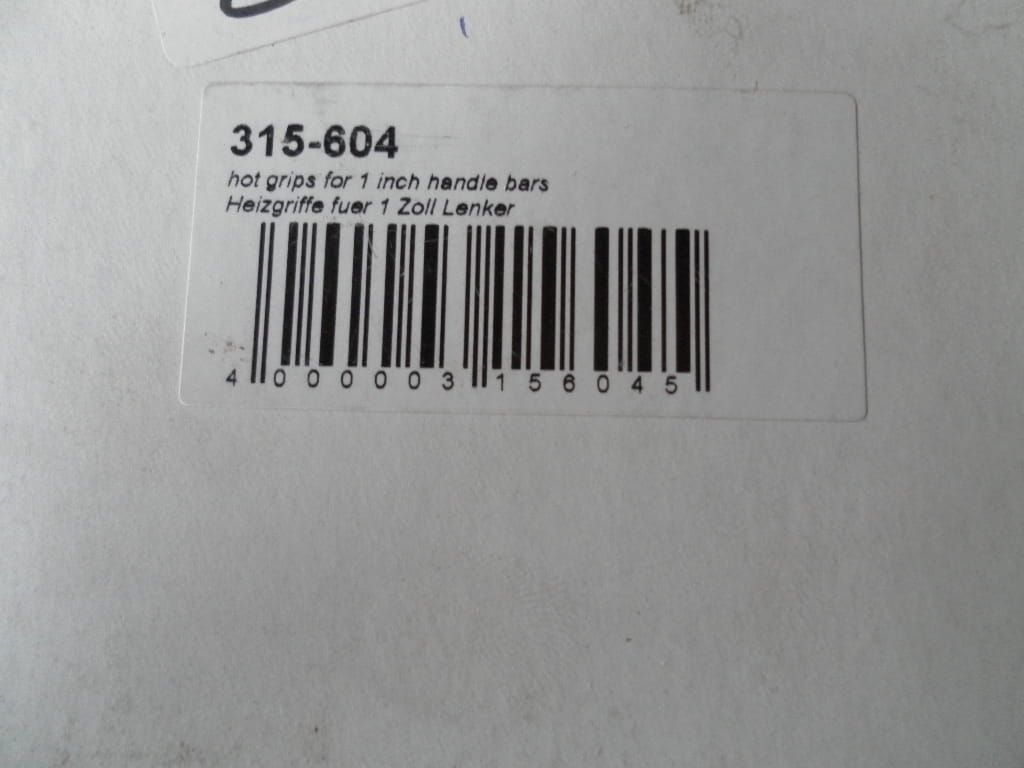 315-604
hot grips for 1 inch handle bars
Heizgriffe fuer 1 Zoll Lenker
4 000003 156045